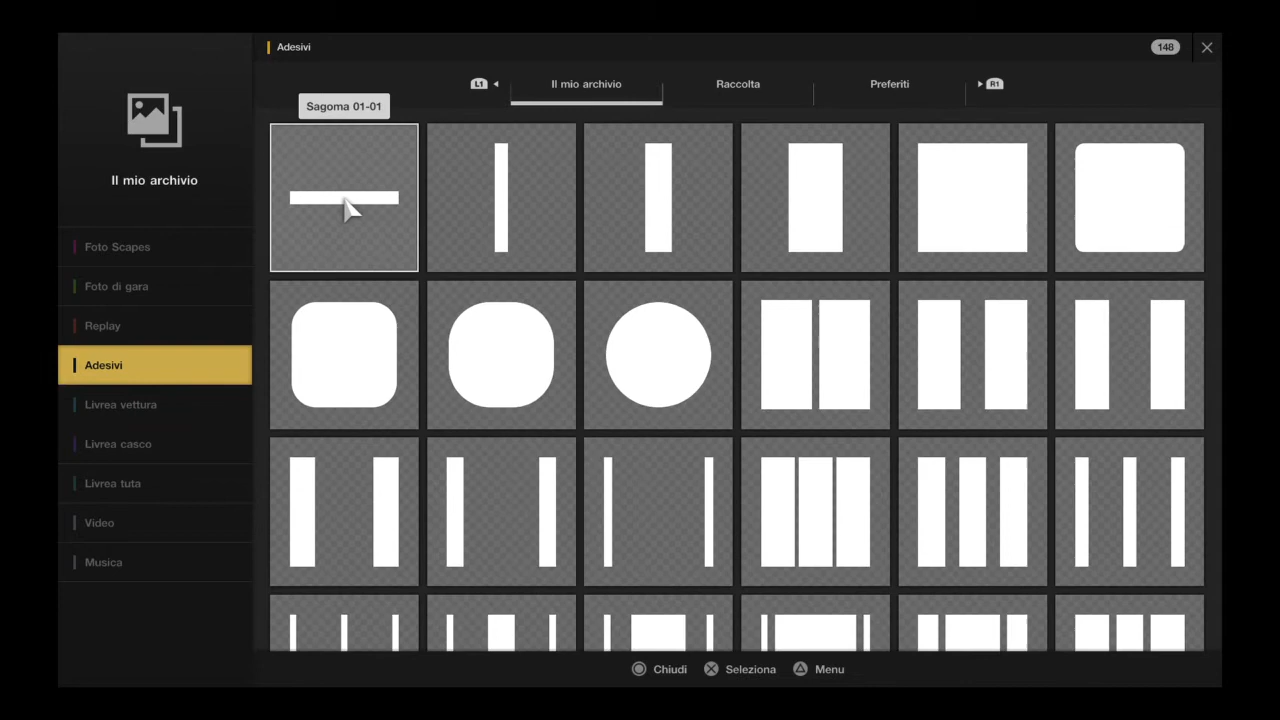 Adesivi
148
L1
Il mio archivio
Raccolta
Preferiti
R1
Sagoma 01-01
Il mio archivio
Foto Scapes
Foto di gara
Replay
Adesivi
Livrea vettura
Livrea casco
Livrea tuta
Video
Musica
Chiudi
Seleziona
Menu